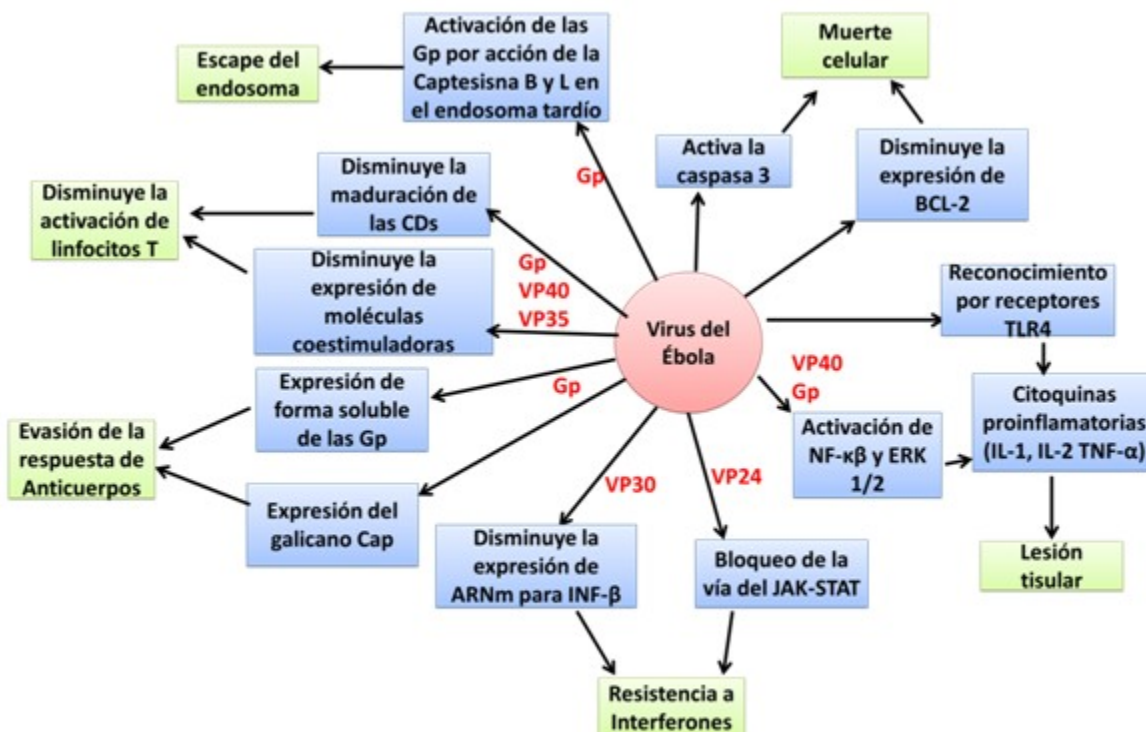 Activación de las
Gp por acción de la
Captesisna B y L en
el endosoma tardío
Escape del
endosoma
Muerte
celular
Activa la
caspasa 3
Disminuye la
expresión de
BCL-2
Gp
Disminuye la
maduración de
las CDs
Disminuye la
activación de
linfocitos T
Disminuye la
expresión de
moléculas
coestimuladoras
Gp
VP40
VP35
Virus del
Ébola
Reconocimiento
por receptores
TLR4
VP40
Gp
Citoquinas
proinflamatorias
(IL-1, IL-2 TNF-α)
Activación de
NF-κβ y ERK
1/2
Lesión
tisular
Expresión de
forma soluble
de las Gp
Gp
Evasión de la
respuesta de
Anticuerpos
Expresión del
galicano Cap
VP30
VP24
Disminuye la
expresión de
ARNm para INF-β
Bloqueo de la
vía del JAK-STAT
Resistencia a
Interferones